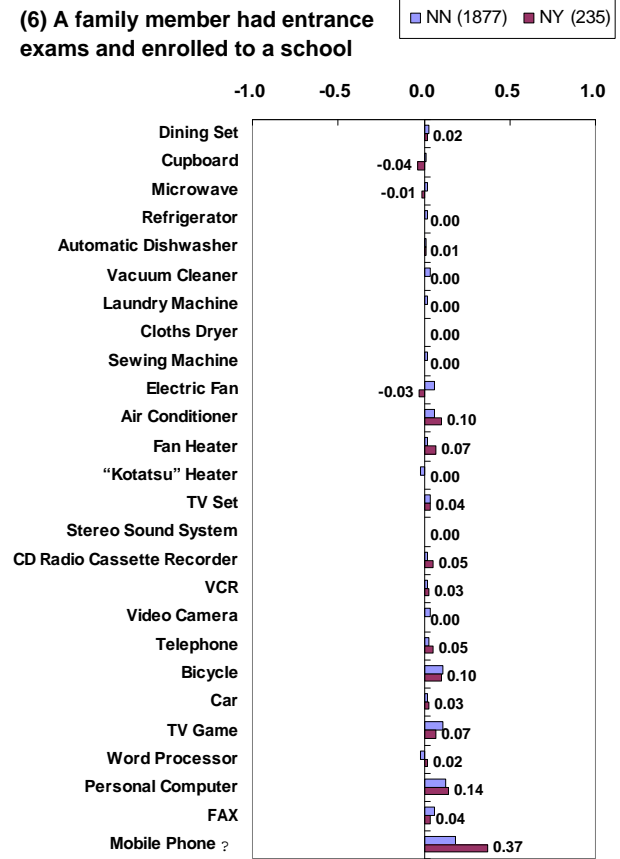 (6) A family member had entrance
exams and enrolled to a school
NN (1877) NY (235)
-1.0 -0.5 0.0 0.5 1.0
Dining Set 0.02
Cupboard -0.04
Microwave -0.01
Refrigerator 0.00
Automatic Dishwasher 0.01
Vacuum Cleaner 0.00
Laundry Machine 0.00
Cloths Dryer 0.00
Sewing Machine 0.00
Electric Fan -0.03
Air Conditioner 0.10
Fan Heater 0.07
“Kotatsu” Heater 0.00
TV Set 0.04
Stereo Sound System 0.00
CD Radio Cassette Recorder 0.05
VCR 0.03
Video Camera 0.00
Telephone 0.05
Bicycle 0.10
Car 0.03
TV Game 0.07
Word Processor 0.02
Personal Computer 0.14
FAX 0.04
Mobile Phone ? 0.37